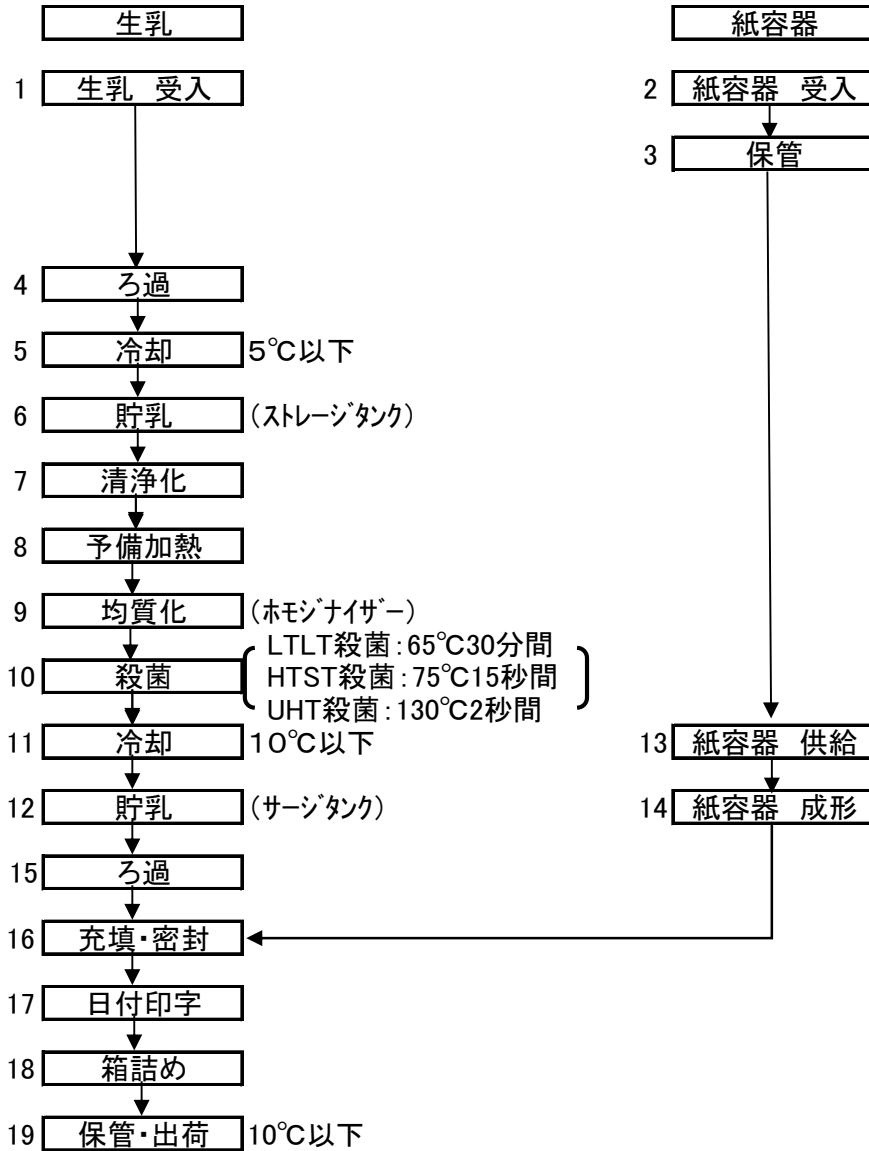 生乳 紙容器
1 生乳 受入 2 紙容器 受入
3 保管
4 ろ過
5 冷却 5℃以下
6 貯乳 (ストレージタンク)
7 清浄化
8 予備加熱
9 均質化 (ホモジナイザー)
LTLT殺菌:65℃30分間
10 殺菌 HTST殺菌:75℃15秒間
UHT殺菌:130℃2秒間
11 冷却 10℃以下 13 紙容器 供給
12 貯乳 (サージタンク) 14 紙容器 成形
15 ろ過
16 充填・密封
17 日付印字
18 箱詰め
19 保管・出荷 10℃以下